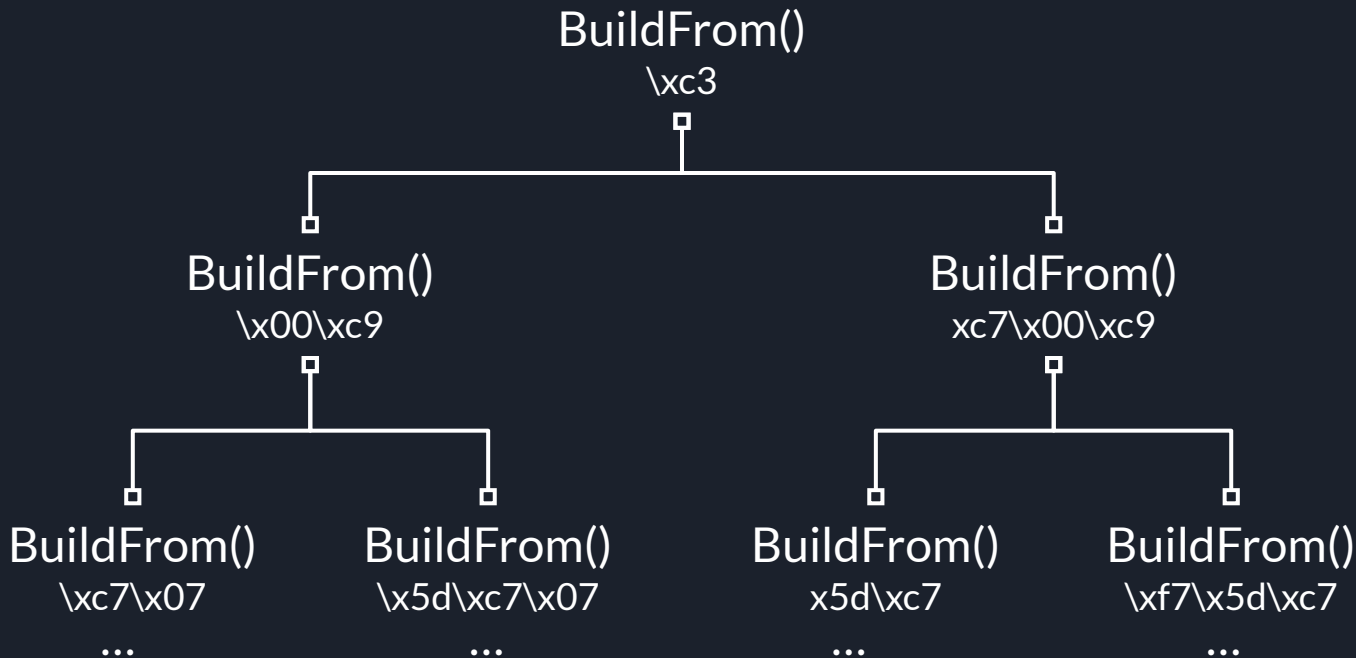 BuildFrom()
\xc3
BuildFrom()
\x00\xc9
BuildFrom()
xc7\x00\xc9
BuildFrom()
\xc7\x07
...
BuildFrom()
\x5d\xc7\x07
...
BuildFrom()
x5d\xc7
...
BuildFrom()
\xf7\x5d\xc7
...